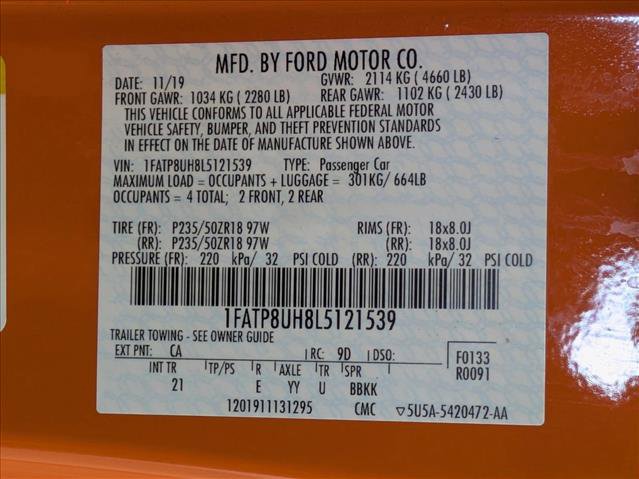 MFD. BY FORD MOTOR CO.
DATE: 11/19 GVWR: 2114 KG ( 4660 LB)
FRONT GAWR: 1034 KG ( 2280 LB) REAR GAWR: 1102 KG ( 2430 LB)
THIS VEHICLE CONFORMS TO ALL APPLICABLE FEDERAL MOTOR
VEHICLE SAFETY, BUMPER, AND THEFT PREVENTION STANDARDS
IN EFFECT ON THE DATE OF MANUFACTURE SHOWN ABOVE.
VIN: 1FATP8UH8L5121539 TYPE: Passenger Car
MAXIMUM LOAD = OCCUPANTS + LUGGAGE = 301KG/ 664LB
OCCUPANTS = 4 TOTAL; 2 FRONT, 2 REAR
TIRE (FR): P235/50ZR18 97W RIMS (FR): 18x8.0J
(RR): P235/50ZR18 97W (RR): 18x8.0J
PRESSURE (FR): 220 kPa/ 32 PSI COLD (RR): 220 kPa/ 32 PSI COLD
1FATP8UH8L5121539
TRAILER TOWING - SEE OWNER GUIDE
EXT PNT: CA RC: 9D DSO: F0133
INT TR TP/PS R AXLE TR SPR R0091
21 E YY U BBKK
1201911131295 CMC ▽5U5A-5420472-AA